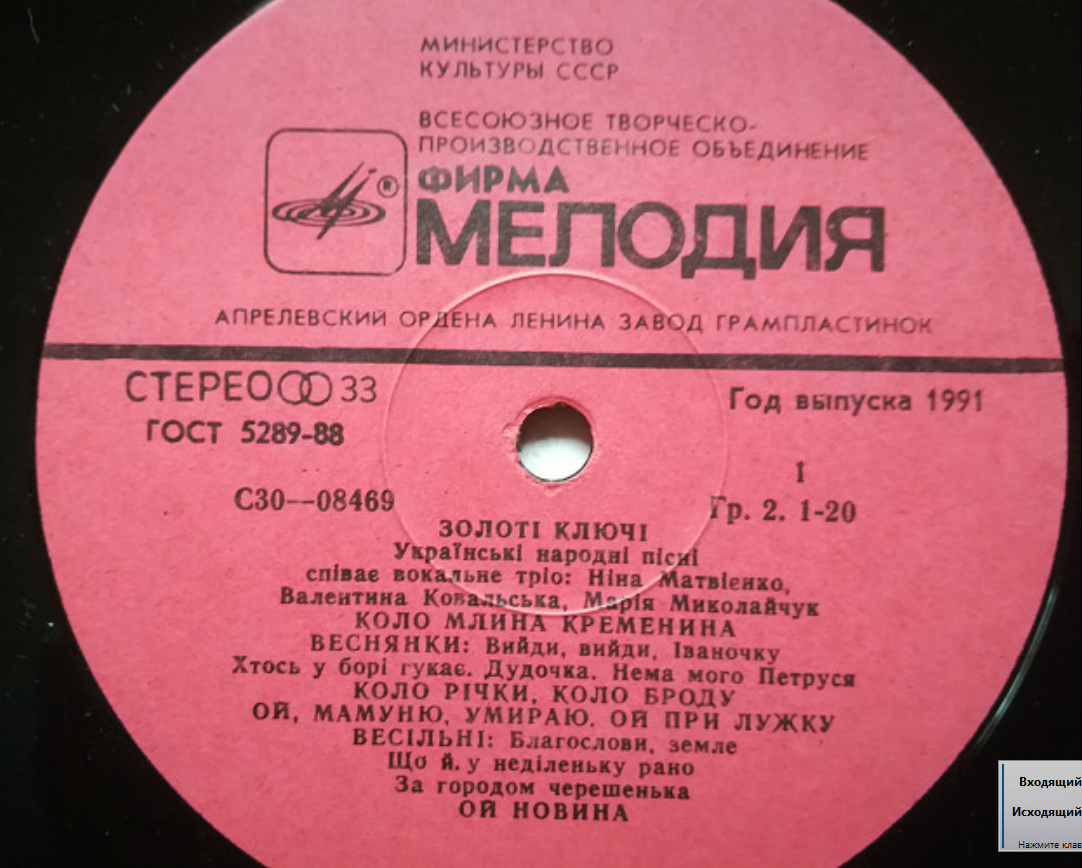 МИНИСТЕРСТВО
КУЛЬТУРЫ СССР
ВСЕСОЮЗНОЕ ТВОРЧЕСКО-
ПРОИЗВОДСТВЕННОЕ ОБЪЕДИНЕНИЕ
®
ФИРМА
МЕЛОДИЯ
АПРЕЛЕВСКИЙ ОРДЕНА ЛЕНИНА ЗАВОД ГРАМПЛАСТИНОК
СТЕРЕО 33
Год выпуска 1991
ГОСТ 5289-88
1
С30—08469
Гр. 2. 1-20
ЗОЛОТІ КЛЮЧІ
Українські народні пісні
співає вокальне тріо: Ніна Матвієнко,
Валентина Ковальська, Марія Миколайчук
КОЛО МЛИНА КРЕМЕНИНА
ВЕСНЯНКИ: Вийди, вийди, Іваночку
Хтось у борі гукає. Дудочка. Нема мого Петруся
КОЛО РІЧКИ, КОЛО БРОДУ
ОЙ, МАМУНЮ, УМИРАЮ. ОЙ ПРИ ЛУЖКУ
ВЕСІЛЬНІ: Благослови, земле
Що й. у неділеньку рано
За городом черешенька
ОЙ НОВИНА
Входящий
Исходящий
Нажмите клав